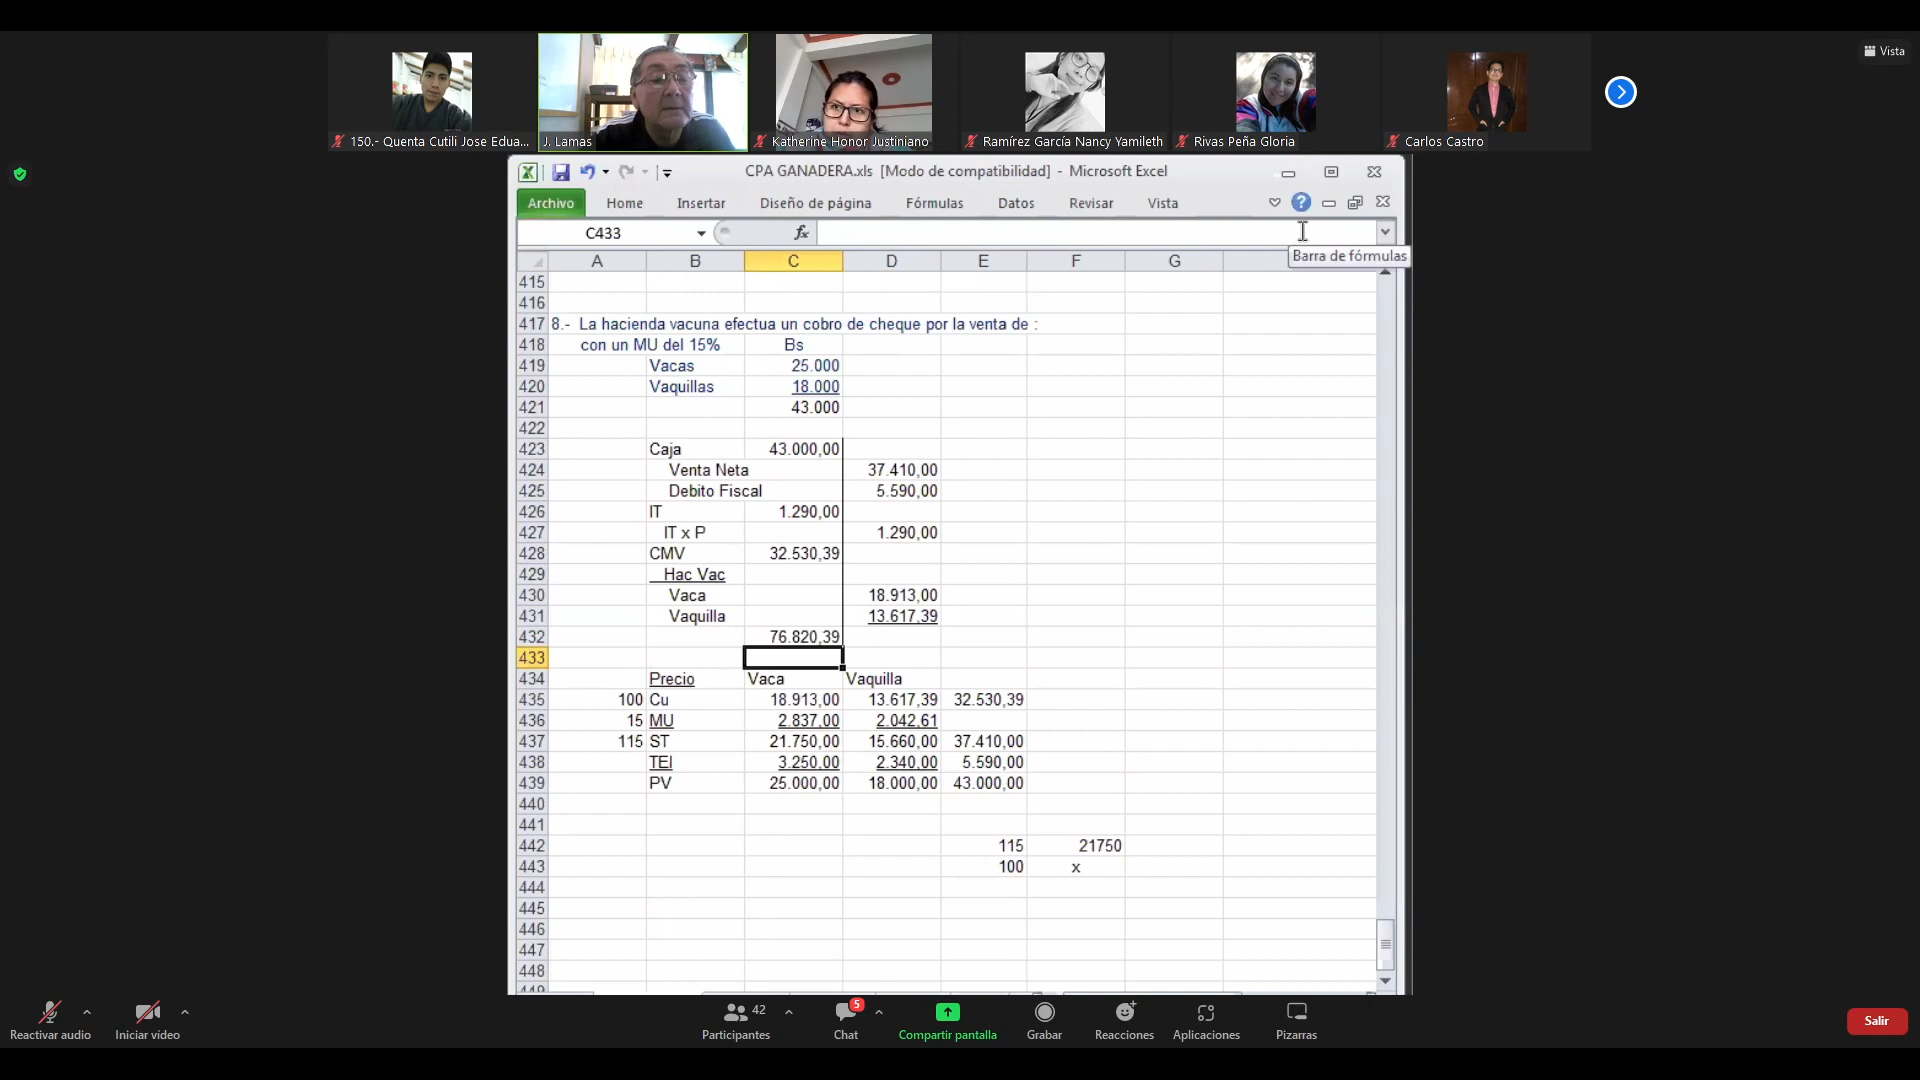 Vista
150.- Quenta Cutili Jose Edua...
J. Lamas
Katherine Honor Justiniano
Ramírez García Nancy Yamileth
Rivas Peña Gloria
Carlos Castro
CPA GANADERA.xls [Modo de compatibilidad] - Microsoft Excel
Archivo Home Insertar Diseño de página Fórmulas Datos Revisar Vista
C433 fx
Barra de fórmulas
A B C D E F G
415
416
417 8.- La hacienda vacuna efectua un cobro de cheque por la venta de :
418 con un MU del 15% Bs
419 Vacas 25.000
420 Vaquillas 18.000
421 43.000
422
423 Caja 43.000,00
424 Venta Neta 37.410,00
425 Debito Fiscal 5.590,00
426 IT 1.290,00
427 IT x P 1.290,00
428 CMV 32.530,39
429 Hac Vac
430 Vaca 18.913,00
431 Vaquilla 13.617,39
432 76.820,39
433
434 Precio Vaca Vaquilla
435 100 Cu 18.913,00 13.617,39 32.530,39
436 15 MU 2.837,00 2.042,61
437 115 ST 21.750,00 15.660,00 37.410,00
438 TEI 3.250,00 2.340,00 5.590,00
439 PV 25.000,00 18.000,00 43.000,00
440
441
442 115 21750
443 100 x
444
445
446
447
448
449
Reactivar audio
Iniciar vídeo
42
Participantes
5
Chat
Compartir pantalla
Grabar
Reacciones
Aplicaciones
Pizarras
Salir